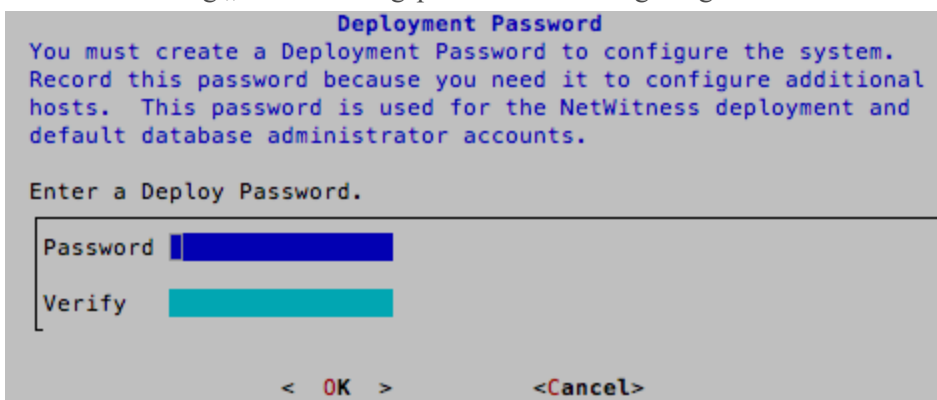 Deployment Password
You must create a Deployment Password to configure the system.
Record this password because you need it to configure additional
hosts.  This password is used for the NetWitness deployment and
default database administrator accounts.
Enter a Deploy Password.
Password
Verify
< OK >          <Cancel>